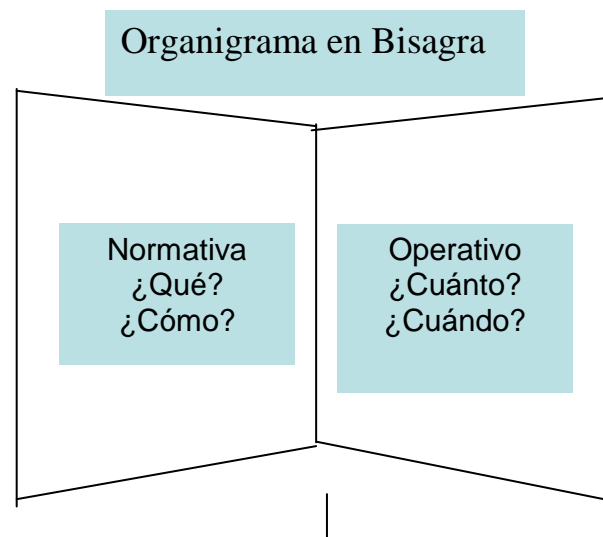 Organigrama en Bisagra
Normativa
¿Qué?
¿Cómo?
Operativo
¿Cuánto?
¿Cuándo?